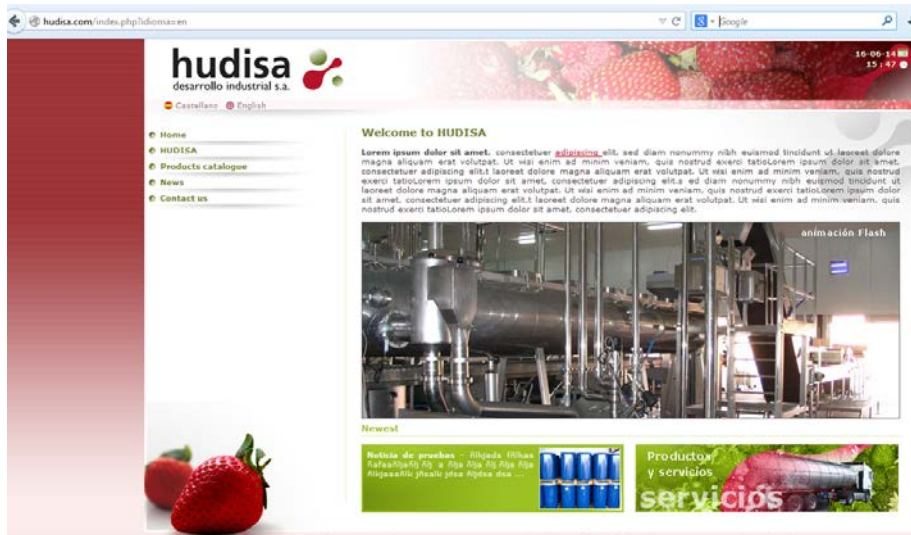 hudisa.com/index.php?idioma=en
Google
hudisa
desarrollo industrial s.a.
16-06-14
15:47
Castellano English
Home
HUDISA
Products catalogue
News
Contact us
Welcome to HUDISA
Lorem ipsum dolor sit amet, consectetuer adipiscing elit, sed diam nonummy nibh euismod tincidunt ut laoreet dolore
magna aliquam erat volutpat. Ut wisi enim ad minim veniam, quis nostrud exerci tatioLorem ipsum dolor sit amet,
consectetuer adipiscing elit.t laoreet dolore magna aliquam erat volutpat. Ut wisi enim ad minim veniam, quis nostrud
exerci tatioLorem ipsum dolor sit amet, consectetuer adipiscing elit.s ed diam nonummy nibh euismod tincidunt ut
laoreet dolore magna aliquam erat volutpat. Ut wisi enim ad minim veniam, quis nostrud exerci tatioLorem ipsum dolor
sit amet, consectetuer adipiscing elit.t laoreet dolore magna aliquam erat volutpat. Ut wisi enim ad minim veniam, quis
nostrud exerci tatioLorem ipsum dolor sit amet, consectetuer adipiscing elit.
animación Flash
Newest
Noticia de pruebas -
Productos
y servicios
servicios